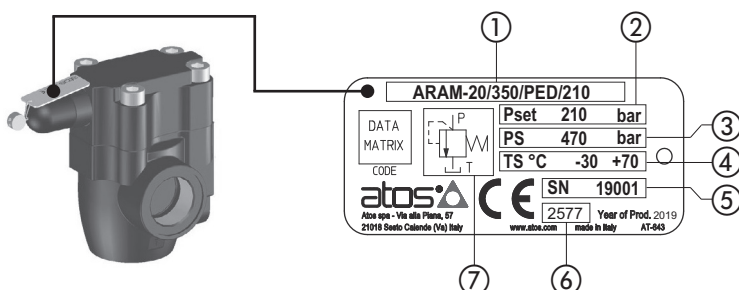 ① ②
ARAM-20/350/PED/210
Pset 210 bar
PS 470 bar ③
TS °C -30 +70 ④
SN 19001 ⑤
DATA
MATRIX
CODE
P
T
atos
CE
Atos spa - Via alla Piana, 57
21018 Sesto Calende (Va) Italy
2577 Year of Prod. 2019
www.atos.com made in Italy AT-643
⑦ ⑥